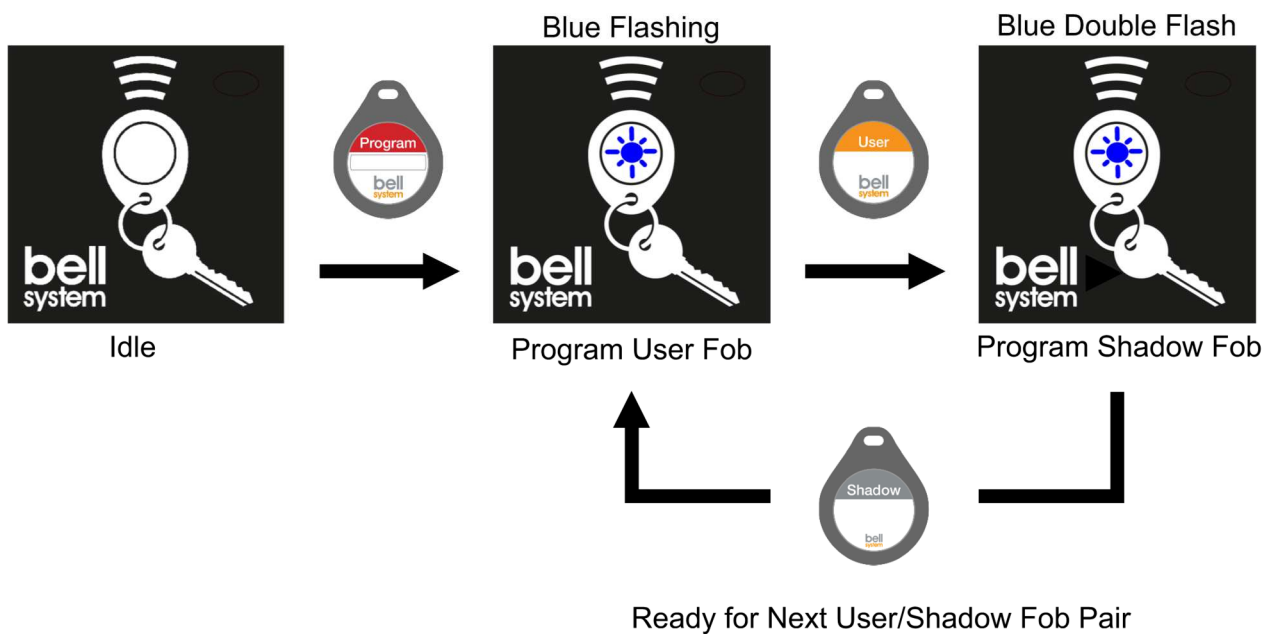 Blue Flashing
Blue Double Flash
Program
bell
system
User
bell
system
bell
system
bell
system
bell
system
Idle
Program User Fob
Program Shadow Fob
Shadow
bell
system
Ready for Next User/Shadow Fob Pair